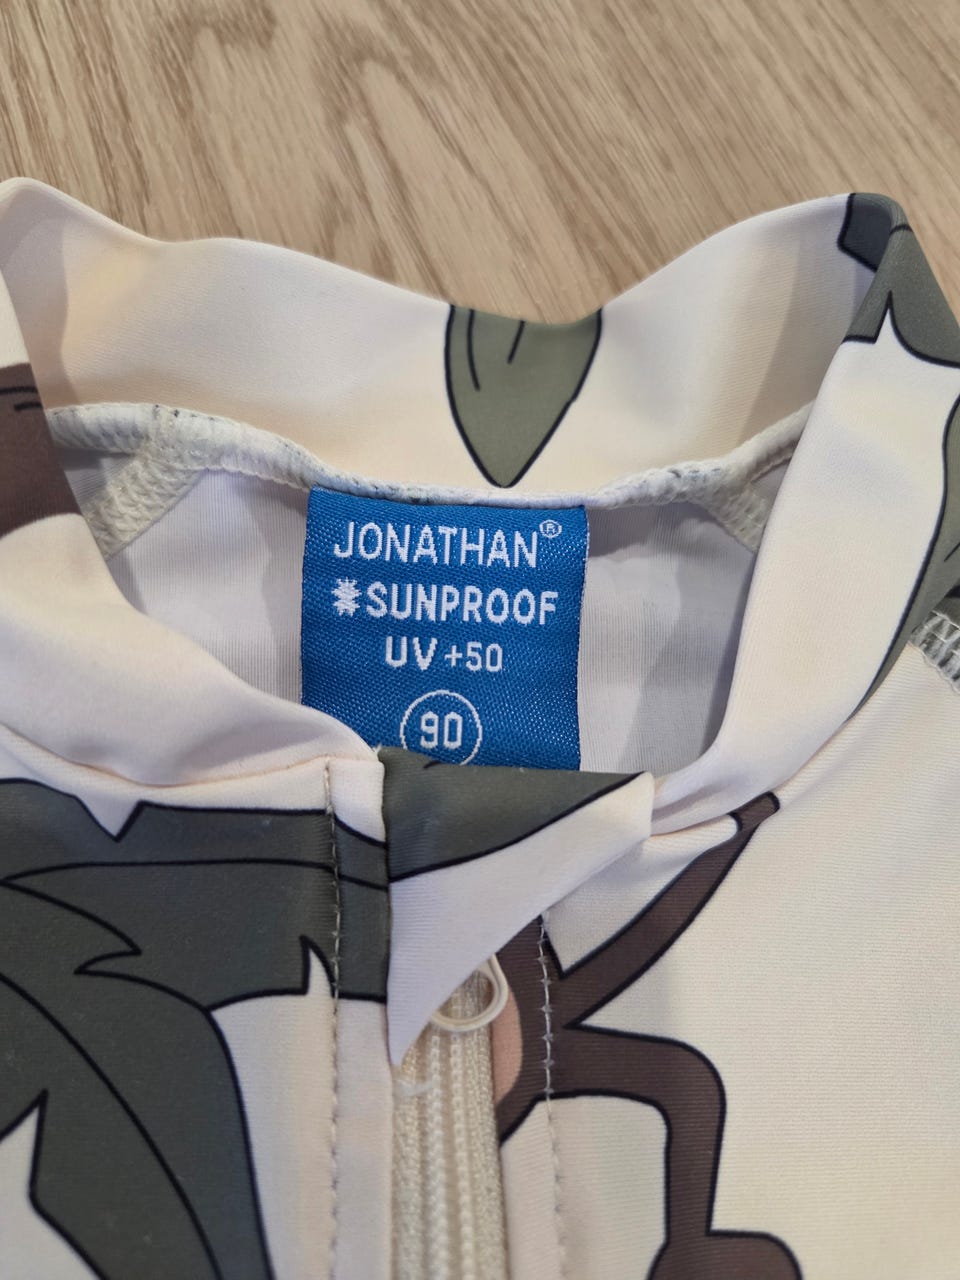 JONATHAN®
SUNPROOF
UV +50
90